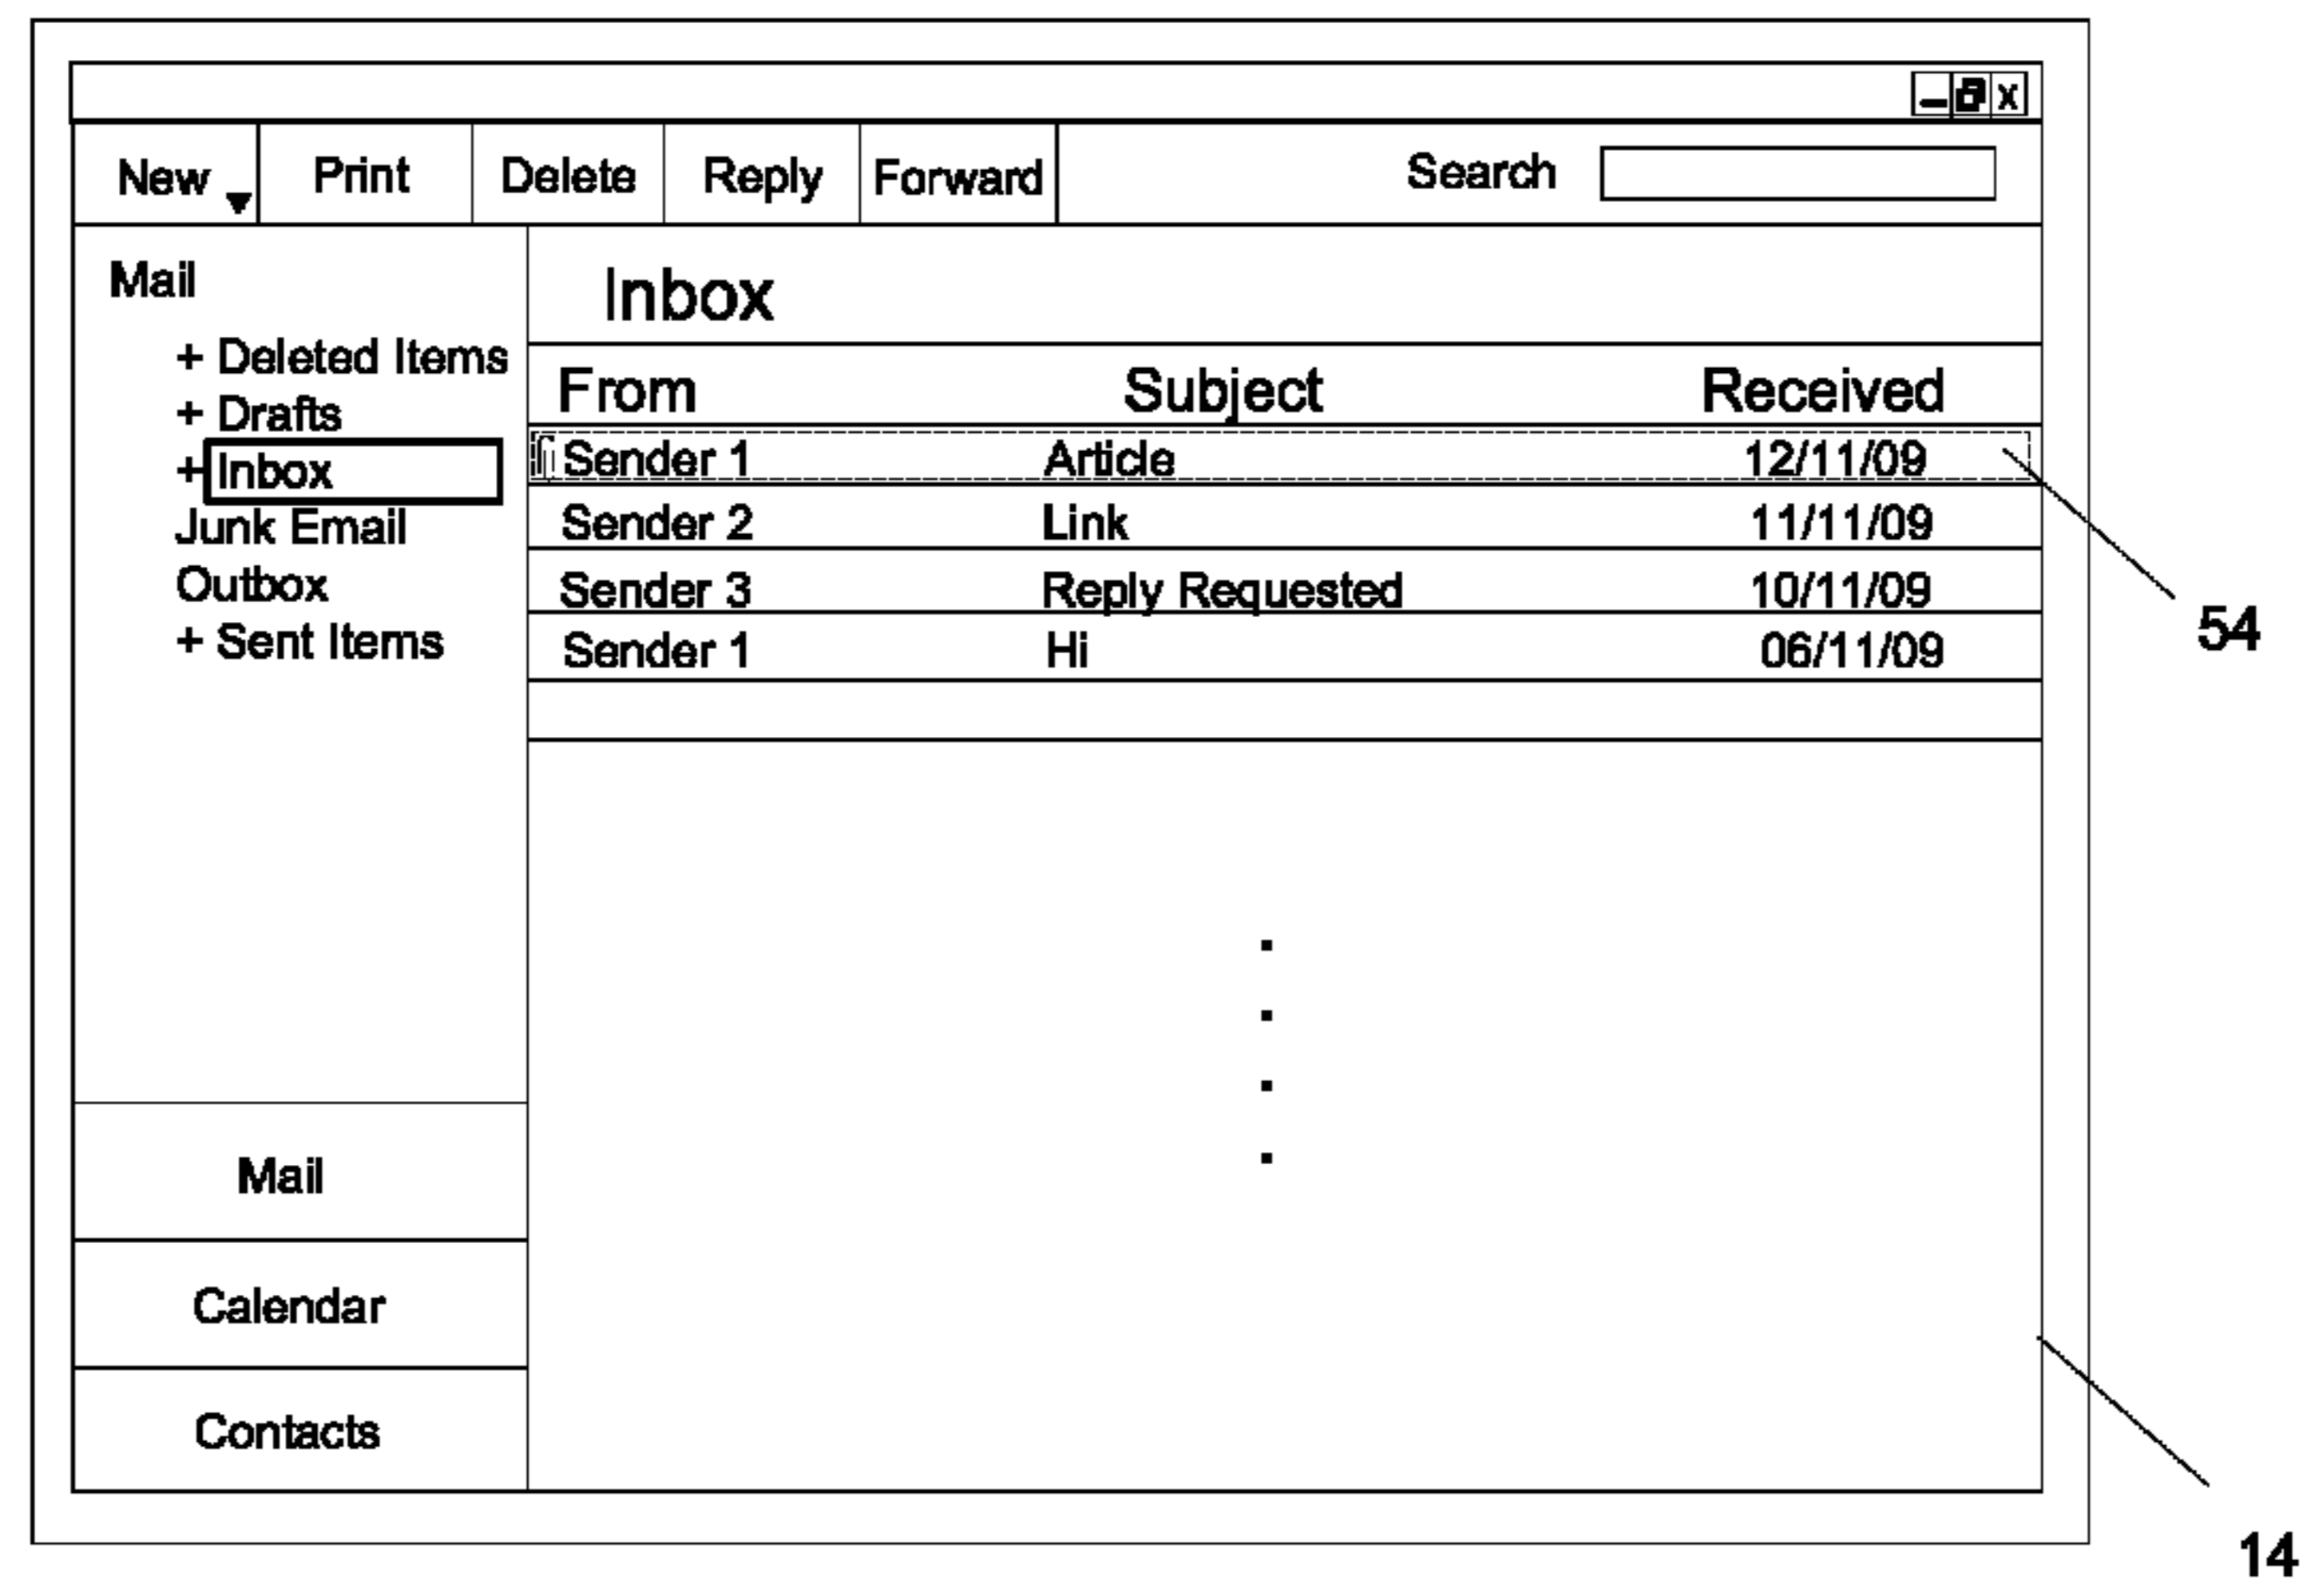 x
New Print Delete Reply Forward Search
Mail
+ Deleted Items
+ Drafts
+ Inbox
Junk Email
Outbox
+ Sent Items
Inbox
From Subject Received
Sender 1 Article 12/11/09
Sender 2 Link 11/11/09
Sender 3 Reply Requested 10/11/09
Sender 1 Hi 06/11/09
54
Mail
Calendar
Contacts
14